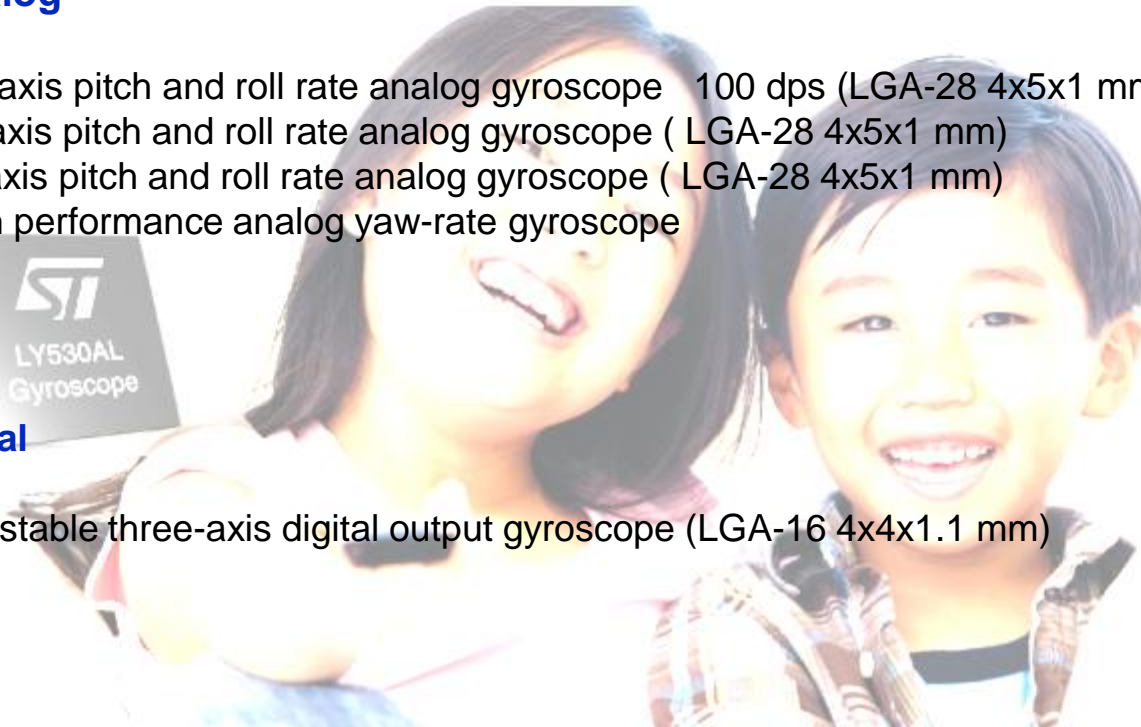 alog
axis pitch and roll rate analog gyroscope   100 dps (LGA-28 4x5x1 mm
axis pitch and roll rate analog gyroscope ( LGA-28 4x5x1 mm)
axis pitch and roll rate analog gyroscope ( LGA-28 4x5x1 mm)
performance analog yaw-rate gyroscope
ST
LY530AL
Gyroscope
al
stable three-axis digital output gyroscope (LGA-16 4x4x1.1 mm)